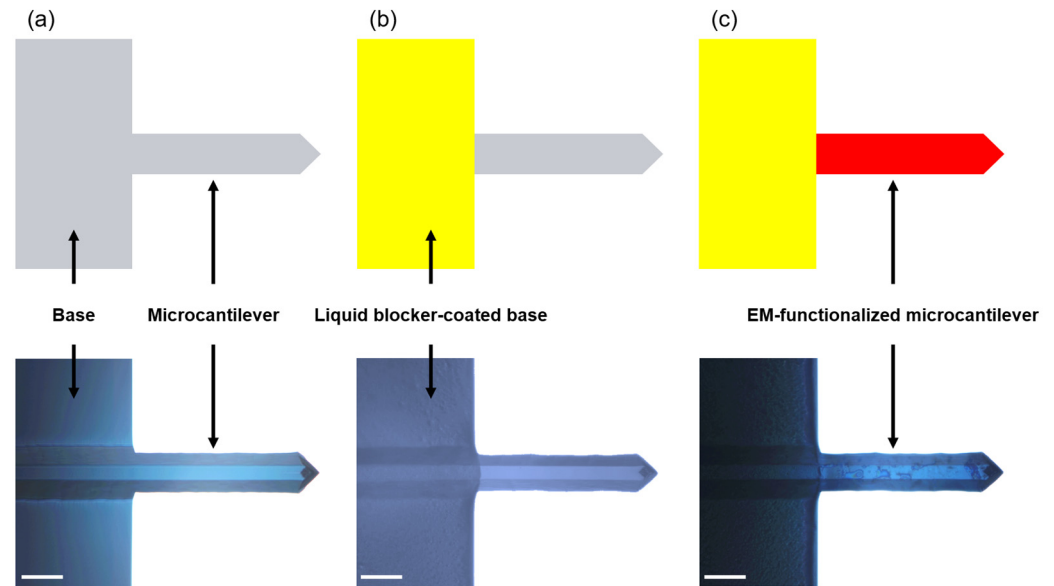 (a)
(b)
(c)
Base
Microcantilever
Liquid blocker-coated base
EM-functionalized microcantilever